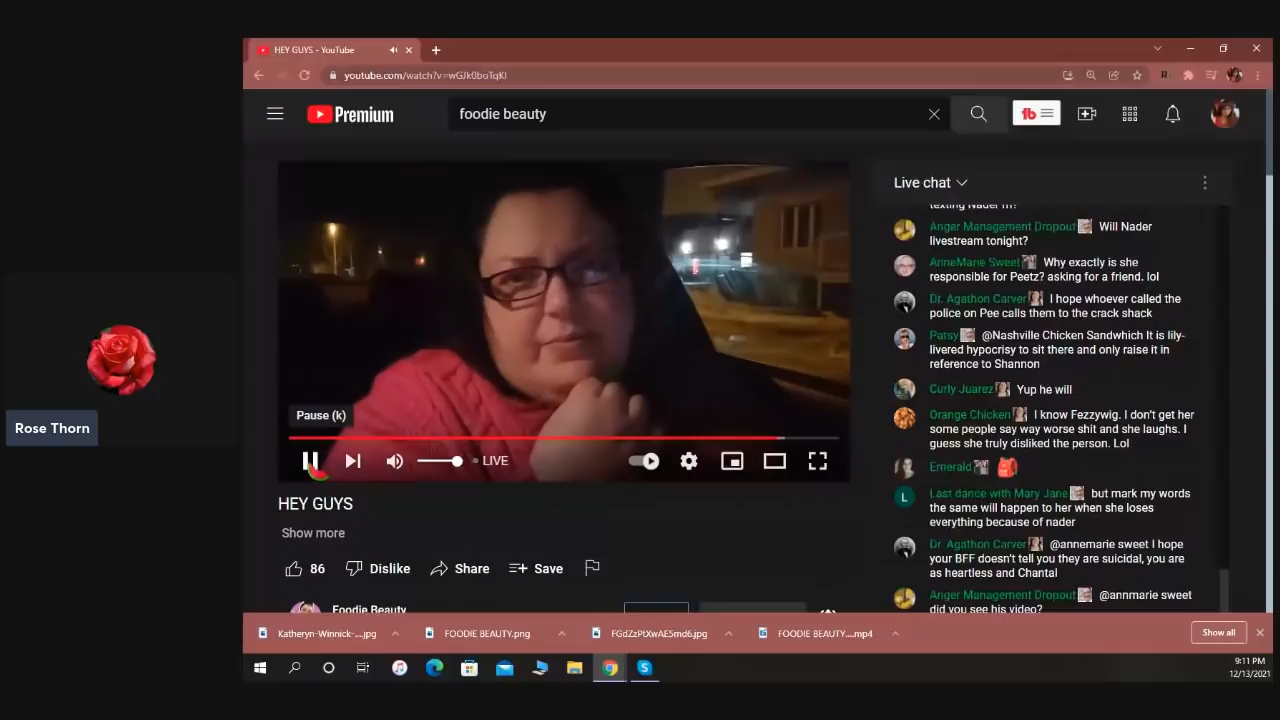 HEY GUYS - YouTube
youtube.com/watch?v=wGJk0boTqKI
Premium
foodie beauty
tb
Live chat
texting Nader
Anger Management Dropout Will Nader
livestream tonight?
AnneMarie Sweet Why exactly is she
responsible for Peetz? asking for a friend. lol
Dr. Agathon Carver I hope whoever called the
police on Pee calls them to the crack shack
Patsy @Nashville Chicken Sandwhich It is lily-
livered hypocrisy to sit there and only raise it in
reference to Shannon
Curly Juarez Yup he will
Orange Chicken I know Fezzywig. I don't get her
some people say way worse shit and she laughs. I
guess she truly disliked the person. Lol
Emerald
L
Last dance with Mary Jane but mark my words
the same will happen to her when she loses
everything because of nader
Dr. Agathon Carver @annemarie sweet I hope
your BFF doesn't tell you they are suicidal, you are
as heartless and Chantal
Anger Management Dropout @annmarie sweet
did you see his video?
Pause (k)
LIVE
HEY GUYS
Show more
86
Dislike
Share
Save
Foodie Beauty
Rose Thorn
Katheryn-Winnick-....jpg
FOODIE BEAUTY.png
FGdZzPtXwAESmd6.jpg
FOODIE BEAUTY....mp4
Show all
9:11 PM
12/13/2021